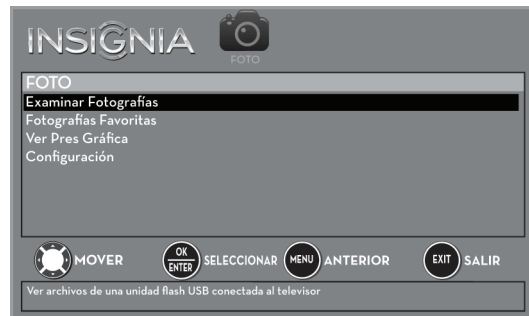 INSIGNIA
FOTO
FOTO
Examinar Fotografías
Fotografías Favoritas
Ver Pres Gráfica
Configuración
MOVER OK ENTER SELECCIONAR MENU ANTERIOR EXIT SALIR
Ver archivos de una unidad flash USB conectada al televisor